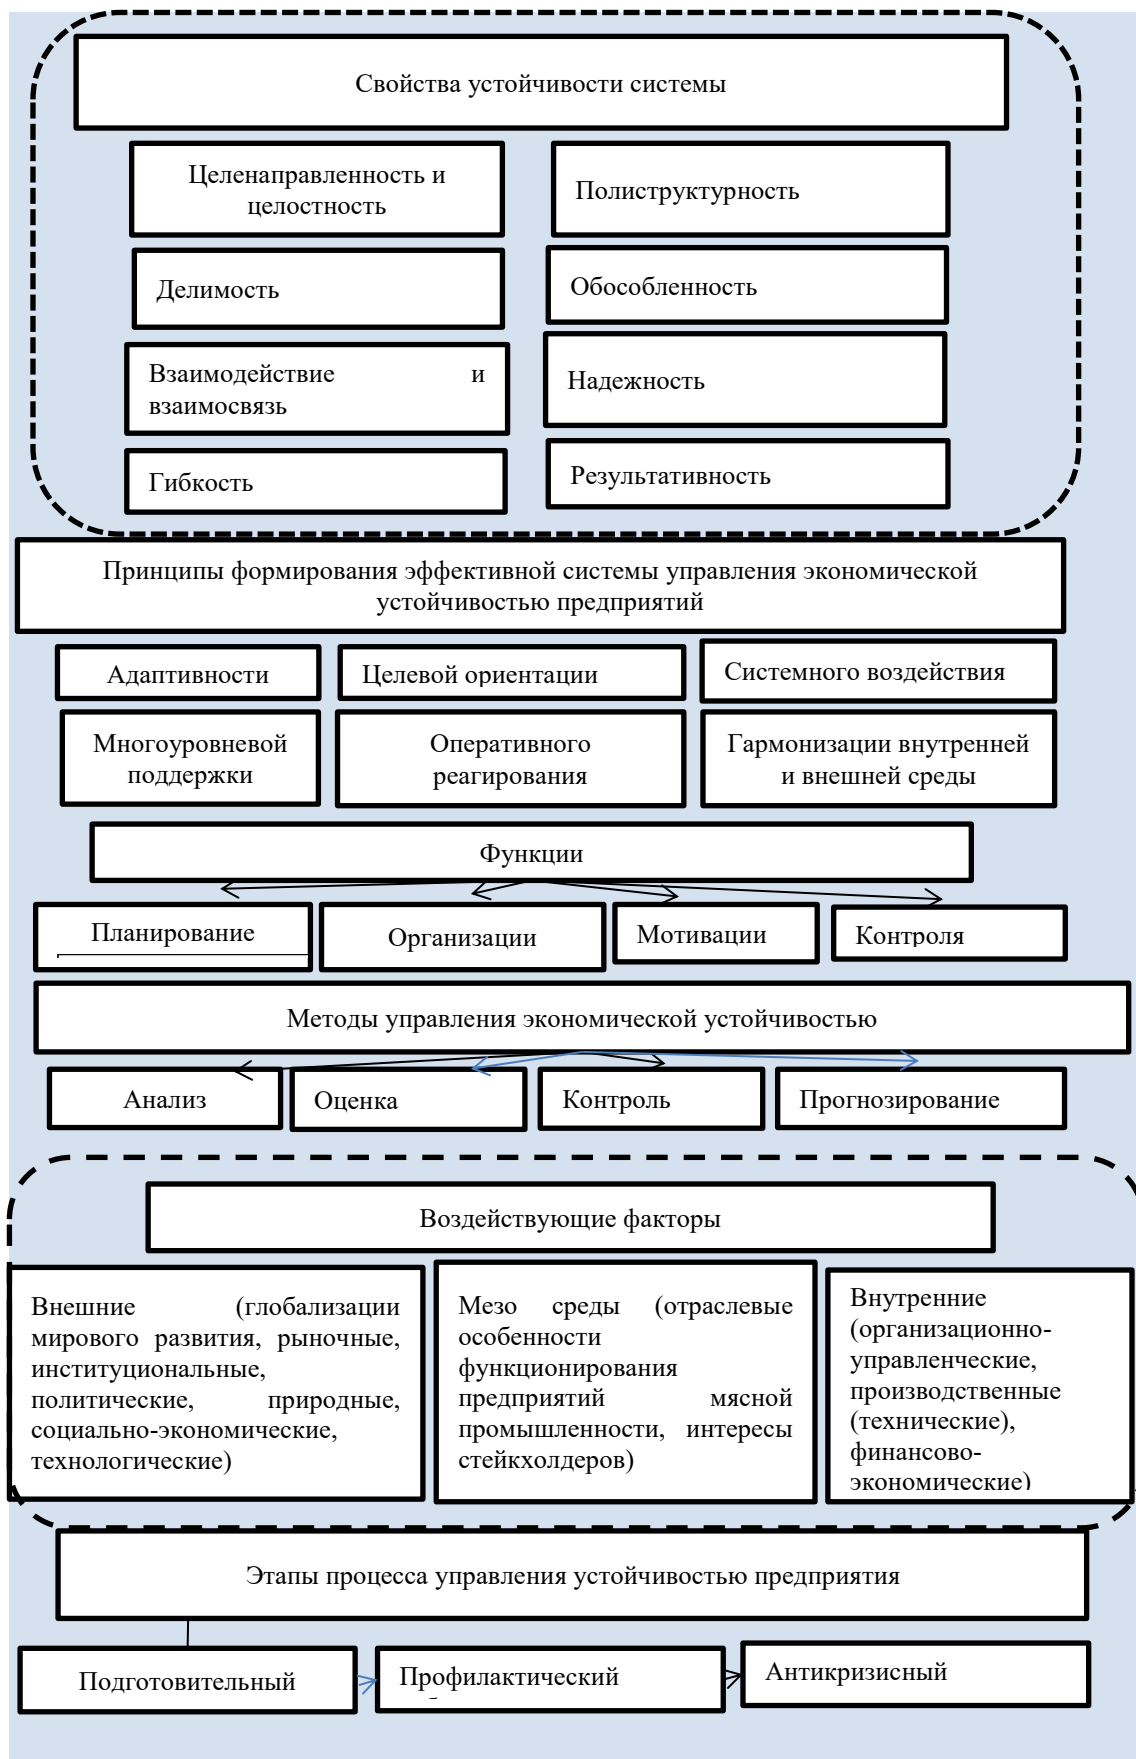 Свойства устойчивости системы
Целенаправленность и
целостность
Полиструктурность
Делимость
Обособленность
Взаимодействие и
взаимосвязь
Надежность
Гибкость
Результативность
Принципы формирования эффективной системы управления экономической
устойчивостью предприятий
Адаптивности
Целевой ориентации
Системного воздействия
Многоуровневой
поддержки
Оперативного
реагирования
Гармонизации внутренней
и внешней среды
Функции
Планирование
Организации
Мотивации
Контроля
Методы управления экономической устойчивостью
Анализ
Оценка
Контроль
Прогнозирование
Воздействующие факторы
Внешние (глобализации
мирового развития, рыночные,
институциональные,
политические, природные,
социально-экономические,
технологические)
Мезо среды (отраслевые
особенности
функционирования
предприятий мясной
промышленности, интересы
стейкхолдеров)
Внутренние
(организационно-
управленческие,
производственные
(технические),
финансово-
экономические)
Этапы процесса управления устойчивостью предприятия
Подготовительный
Профилактический
Антикризисный